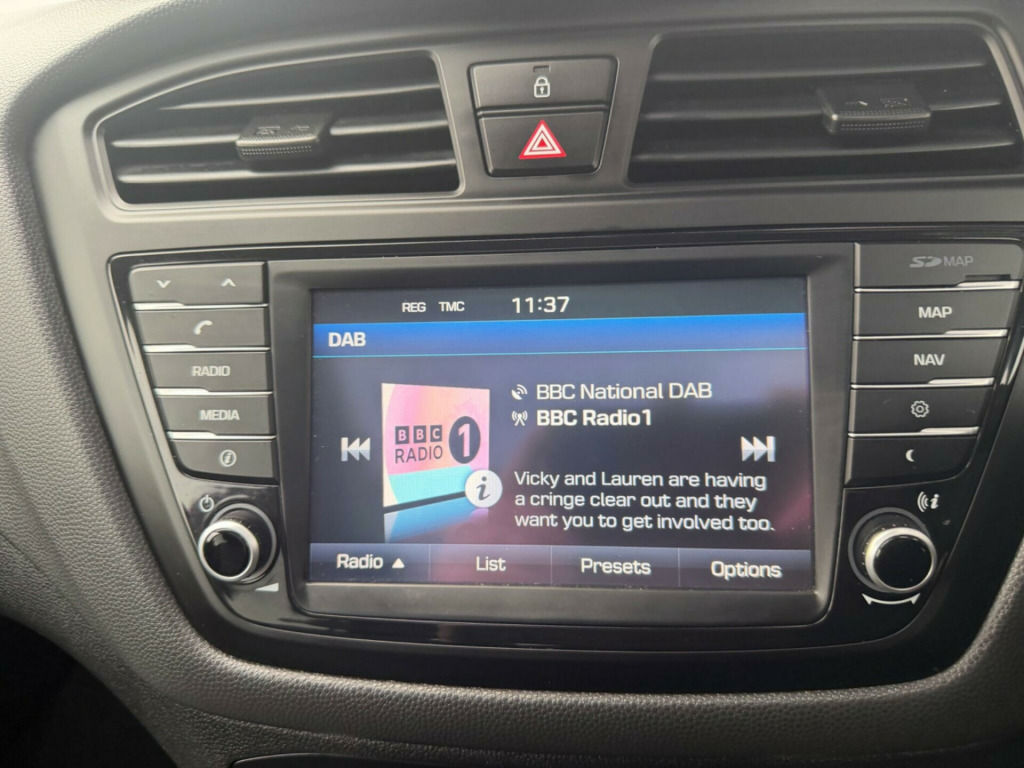 SD MAP
RADIO
MEDIA
MAP
NAV
REG TMC 11:37
DAB
BBC National DAB
BBC Radio1
BBC
RADIO 1
Vicky and Lauren are having
a cringe clear out and they
want you to get involved too.
Radio List Presets Options